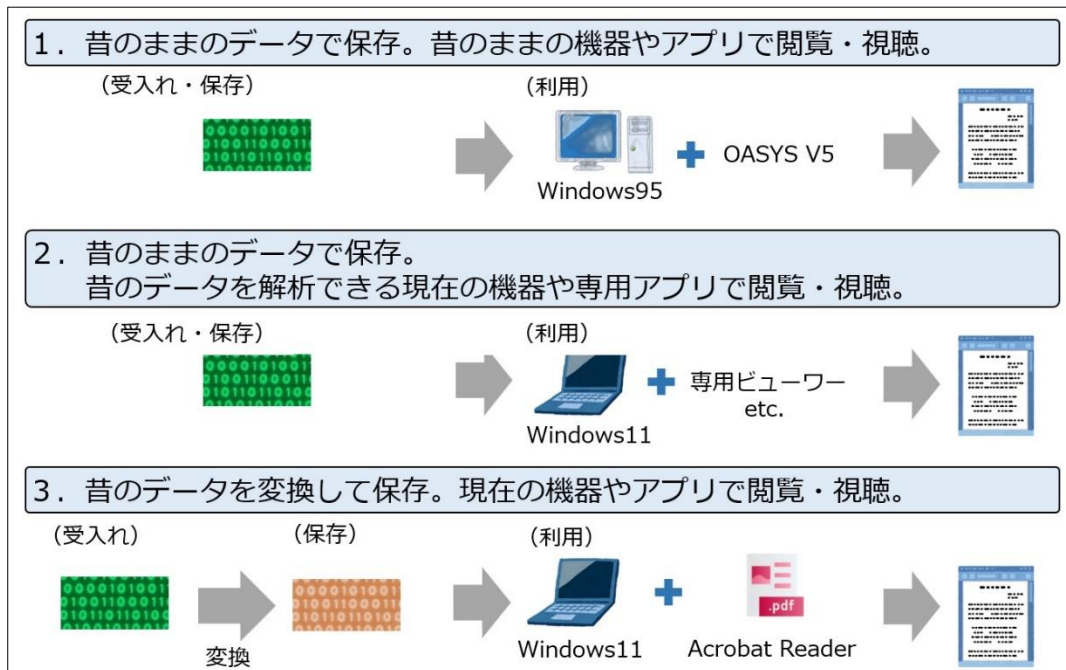 1．昔のままのデータで保存。昔のままの機器やアプリで閲覧・視聴。
（受入れ・保存）
（利用）
Windows95
OASYS V5
2．昔のままのデータで保存。
昔のデータを解析できる現在の機器や専用アプリで閲覧・視聴。
（受入れ・保存）
（利用）
Windows11
専用ビューワー
etc.
3．昔のデータを変換して保存。現在の機器やアプリで閲覧・視聴。
（受入れ）
（保存）
（利用）
変換
Windows11
.pdf
Acrobat Reader